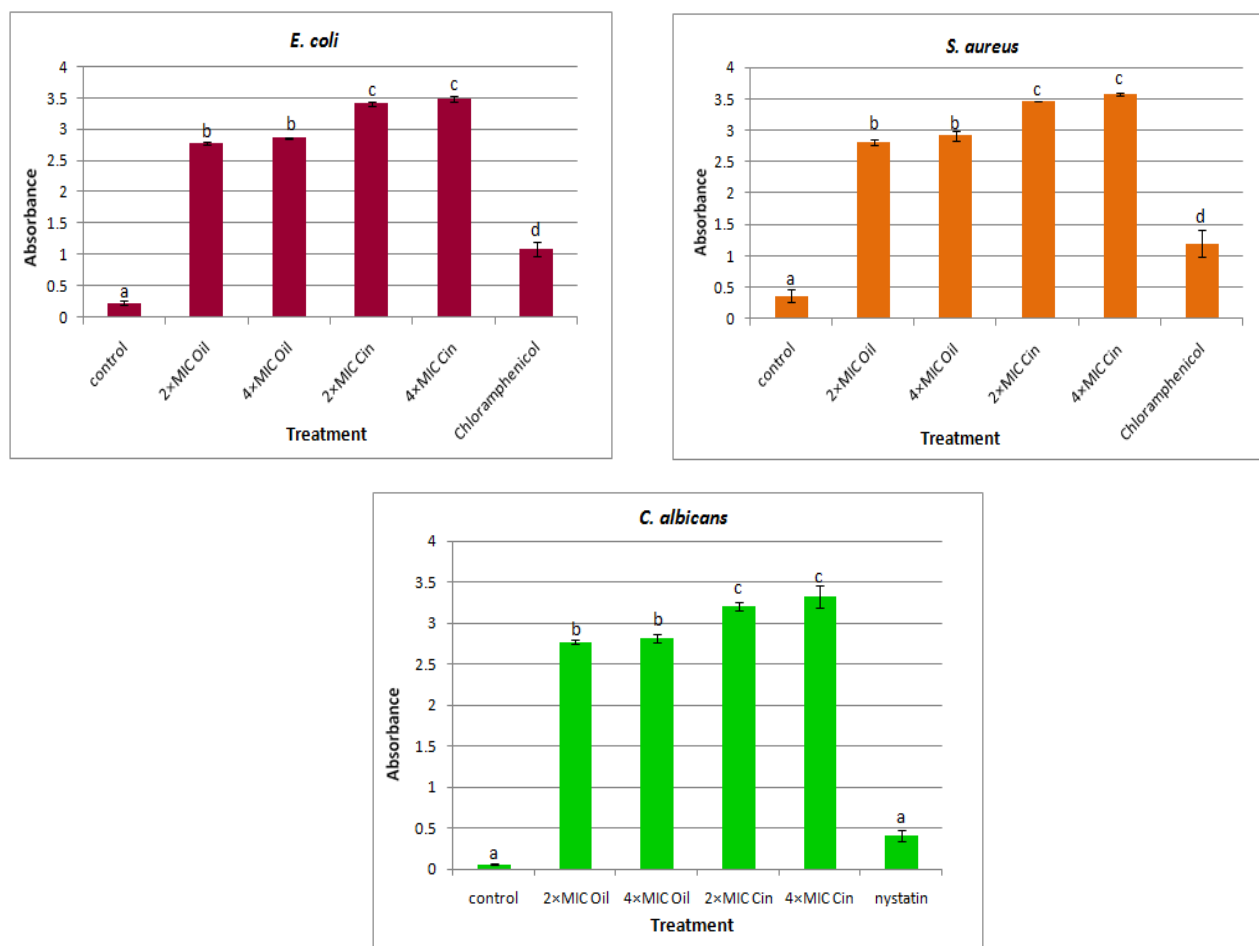 E. coli
Absorbance
4
3.5
3
2.5
2
1.5
1
0.5
0
a
b
b
c
c
d
control
2×MIC Oil
4×MIC Oil
2×MIC Cin
4×MIC Cin
Chloramphenicol
Treatment
S. aureus
Absorbance
4
3.5
3
2.5
2
1.5
1
0.5
0
a
b
b
c
c
d
control
2×MIC Oil
4×MIC Oil
2×MIC Cin
4×MIC Cin
Chloramphenicol
Treatment
C. albicans
Absorbance
4
3.5
3
2.5
2
1.5
1
0.5
0
a
b
b
c
c
a
control 2×MIC Oil 4×MIC Oil 2×MIC Cin 4×MIC Cin nystatin
Treatment